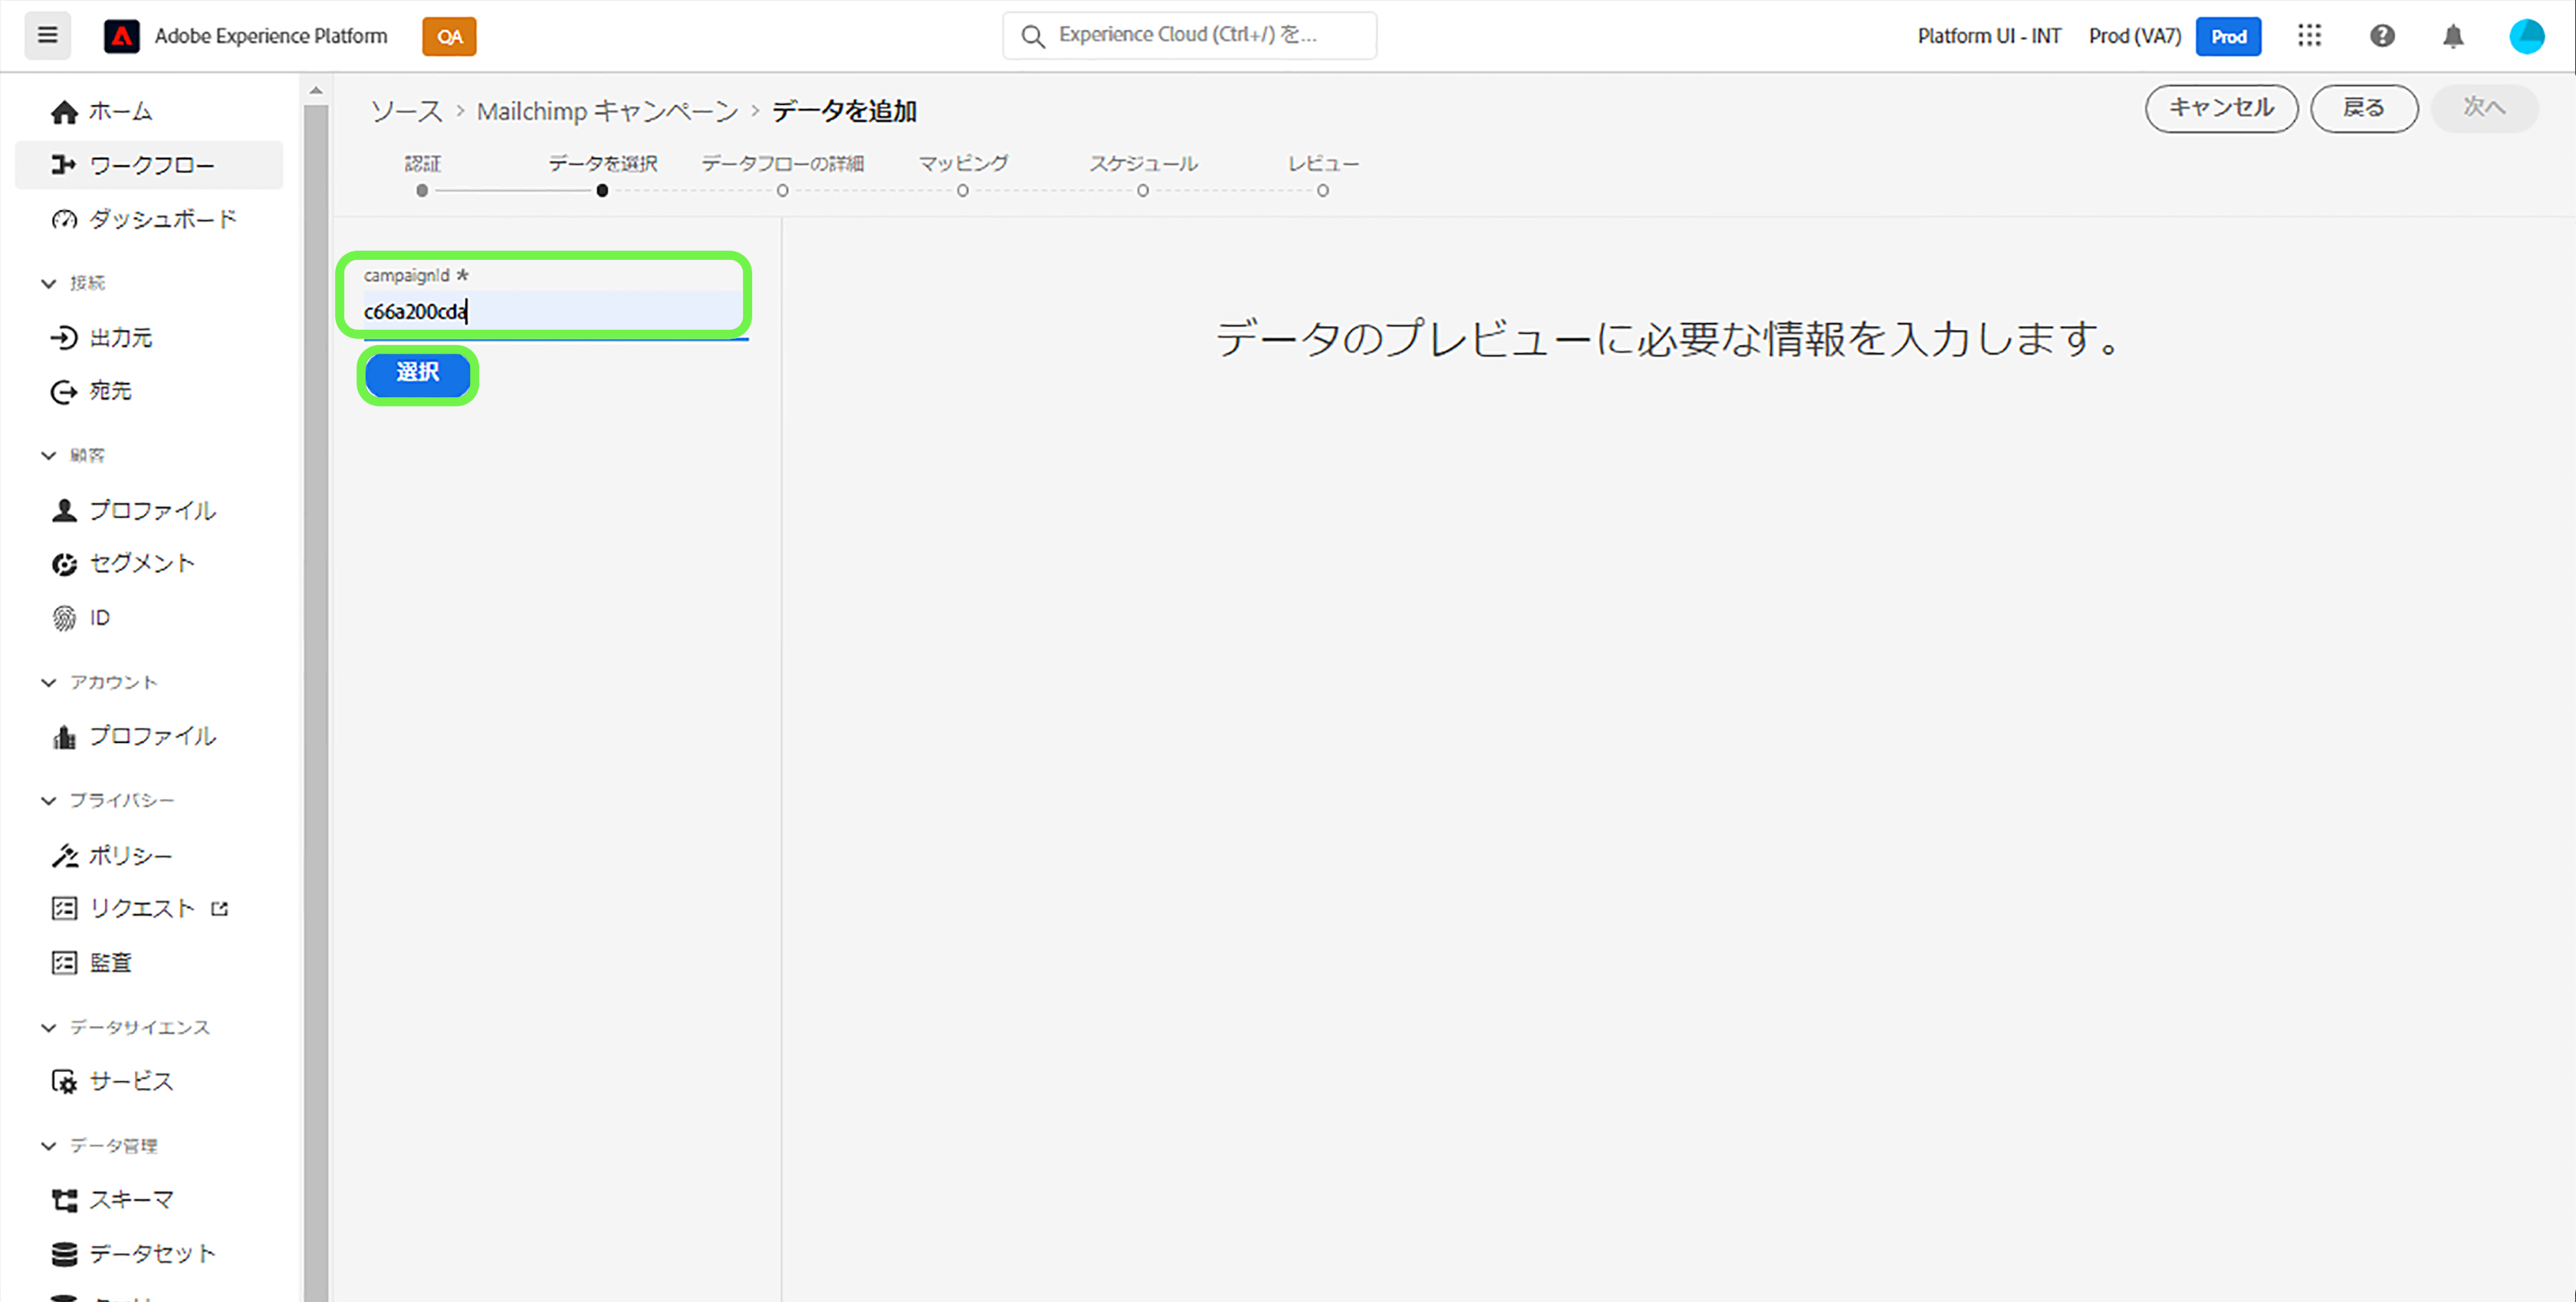 Adobe Experience Platform
QA
Experience Cloud (Ctrl+/) を...
Platform UI - INT
Prod (VA7)
Prod
ホーム
ワークフロー
ダッシュボード
接続
出力元
宛先
顧客
プロファイル
セグメント
ID
アカウント
プロファイル
プライバシー
ポリシー
リクエスト
監査
データサイエンス
サービス
データ管理
スキーマ
データセット
ソース > Mailchimp キャンペーン > データを追加
キャンセル
戻る
次へ
認証
データを選択
データフローの詳細
マッピング
スケジュール
レビュー
campaignId *
c66a200cda
選択
データのプレビューに必要な情報を入力します。